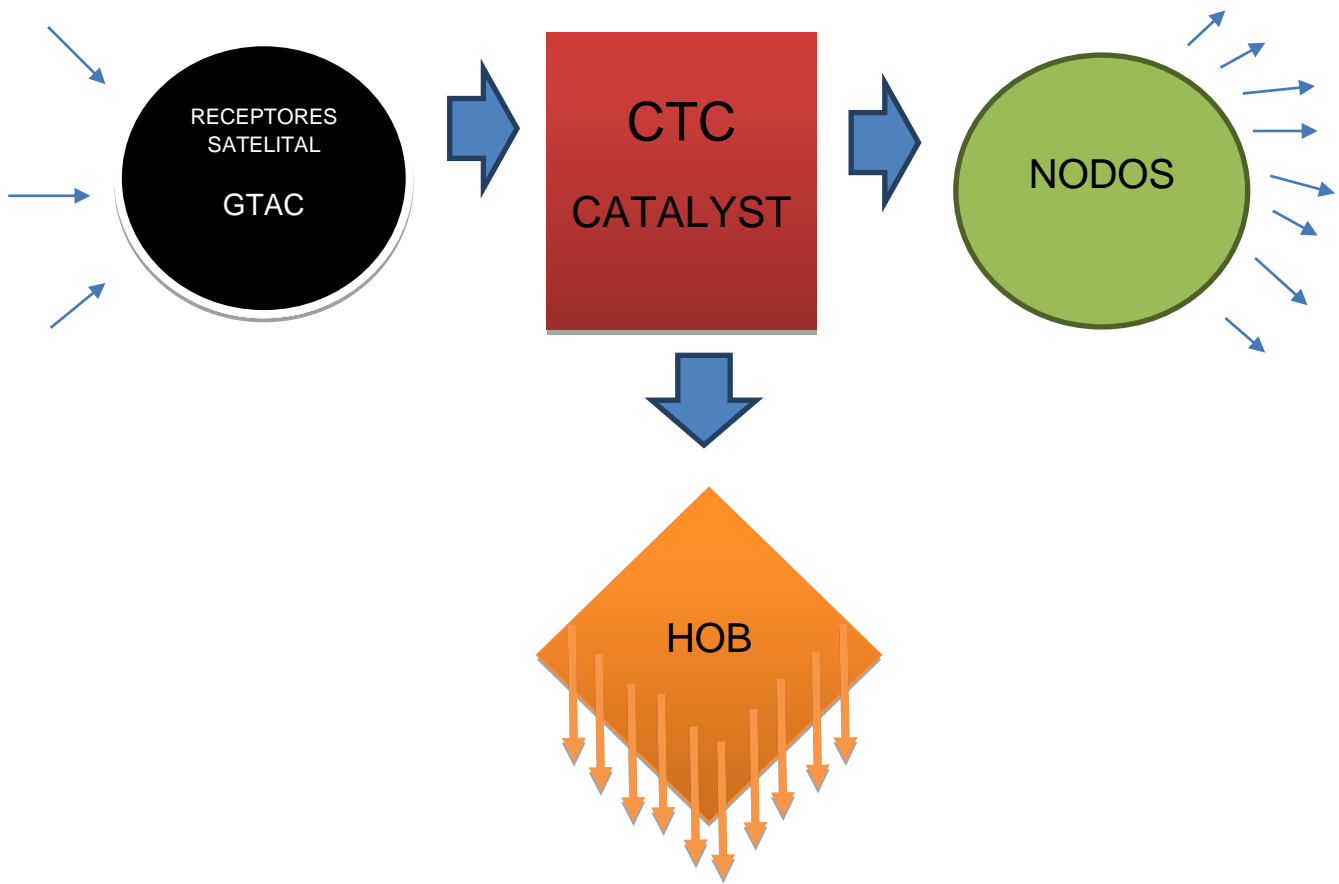 RECEPTORES
SATELITAL
GTAC
CTC
CATALYST
NODOS
HOB